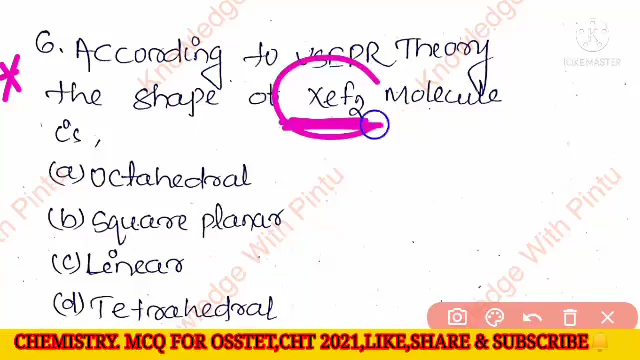 KINEMASTER
6. According to VSEPR Theory
the shape of Xef2 Molecule
is,
(a) Octahedral
(b) Square planar
(c) Linear
(d) Tetrahedral
Knowledge With Pintu
CHEMISTRY. MCQ FOR OSSTET,CHT 2021,LIKE,SHARE & SUBSCRIBE🔔